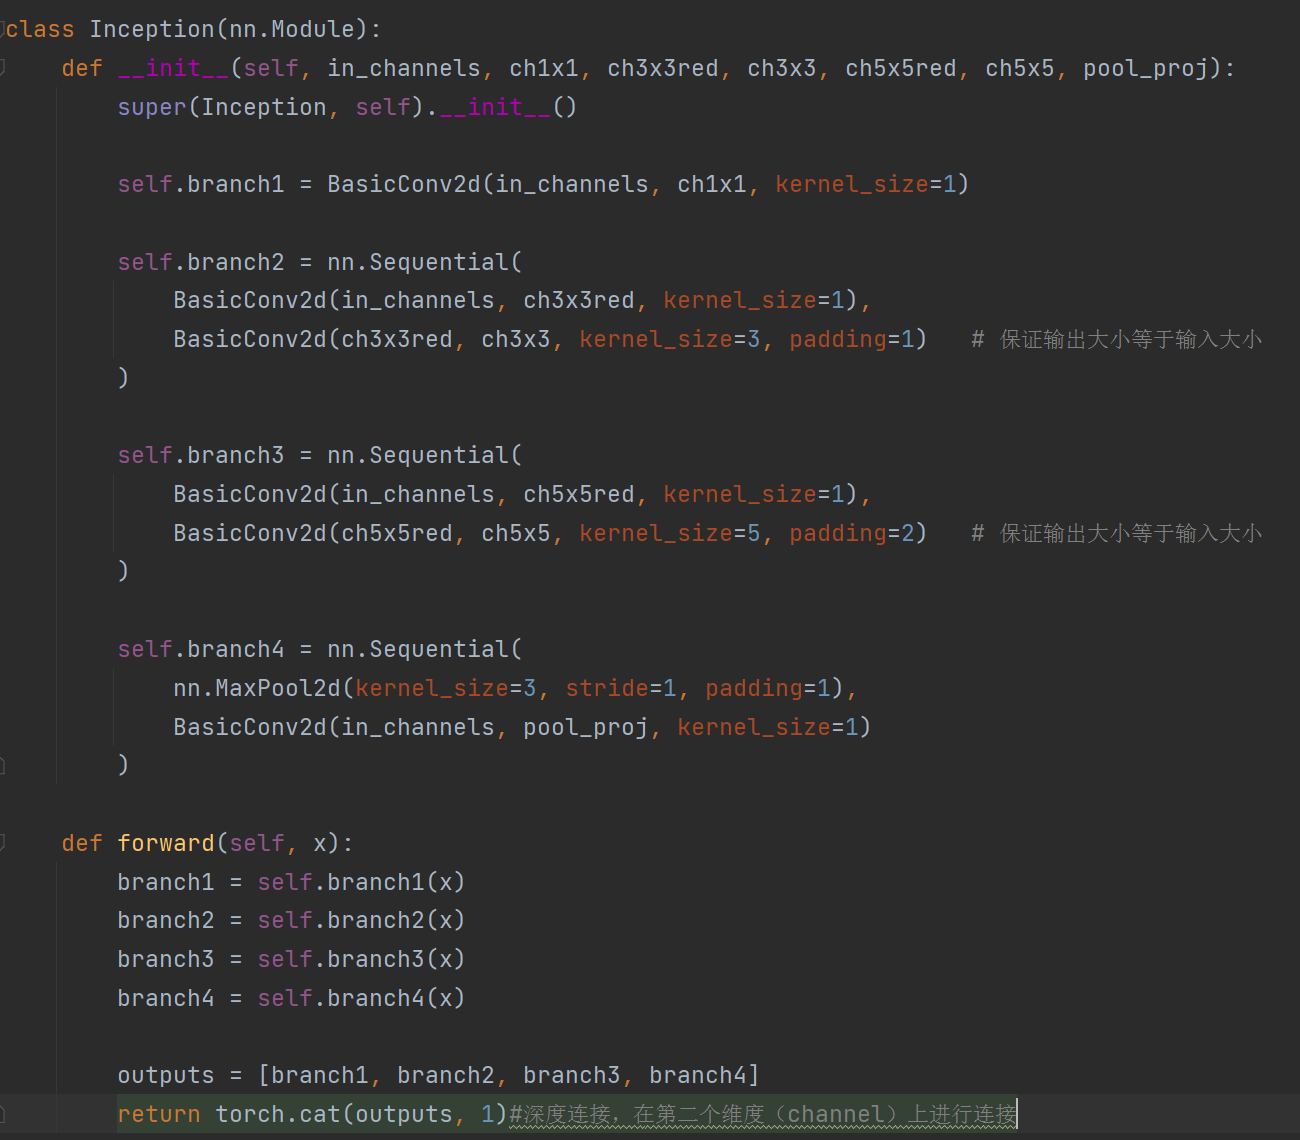 class Inception(nn.Module):
    def __init__(self, in_channels, ch1x1, ch3x3red, ch3x3, ch5x5red, ch5x5, pool_proj):
        super(Inception, self).__init__()
        self.branch1 = BasicConv2d(in_channels, ch1x1, kernel_size=1)
        self.branch2 = nn.Sequential(
            BasicConv2d(in_channels, ch3x3red, kernel_size=1),
            BasicConv2d(ch3x3red, ch3x3, kernel_size=3, padding=1)   # 保证输出大小等于输入大小
        )
        self.branch3 = nn.Sequential(
            BasicConv2d(in_channels, ch5x5red, kernel_size=1),
            BasicConv2d(ch5x5red, ch5x5, kernel_size=5, padding=2)   # 保证输出大小等于输入大小
        )
        self.branch4 = nn.Sequential(
            nn.MaxPool2d(kernel_size=3, stride=1, padding=1),
            BasicConv2d(in_channels, pool_proj, kernel_size=1)
        )
    def forward(self, x):
        branch1 = self.branch1(x)
        branch2 = self.branch2(x)
        branch3 = self.branch3(x)
        branch4 = self.branch4(x)
        outputs = [branch1, branch2, branch3, branch4]
        return torch.cat(outputs, 1)#深度连接，在第二个维度（channel）上进行连接